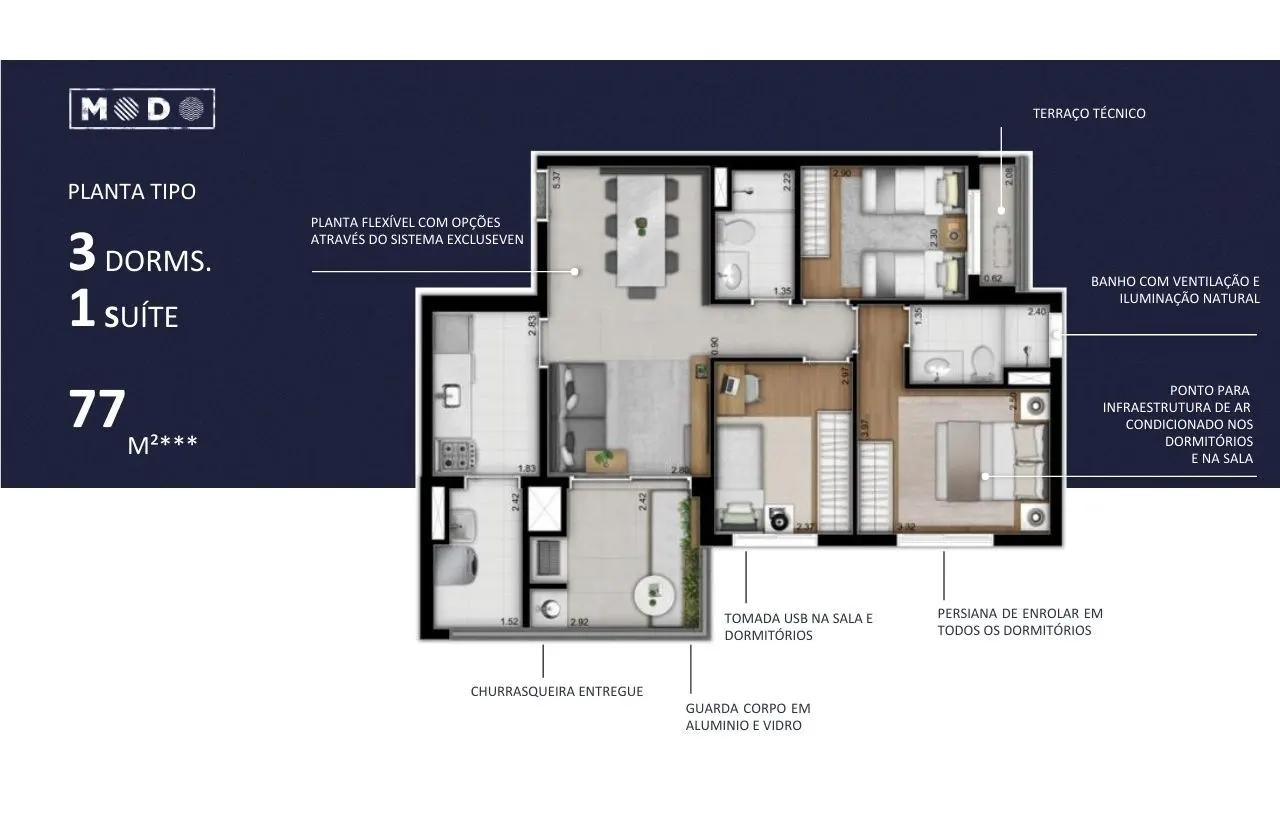 MODO
PLANTA TIPO
3 DORMS.
1 SUÍTE
77
M²***
PLANTA FLEXÍVEL COM OPÇÕES
ATRAVÉS DO SISTEMA EXCLUSEVEN
TERRAÇO TÉCNICO
BANHO COM VENTILAÇÃO E
ILUMINAÇÃO NATURAL
PONTO PARA
INFRAESTRUTURA DE AR
CONDICIONADO NOS
DORMITÓRIOS
E NA SALA
5.37
2.22
2.90
2.08
2.30
0.62
1.35
2.83
0.90
1.35
2.40
2.97
2.50
3.97
1.83
2.80
2.42
2.42
2.37
3.32
1.52
2.92
TOMADA USB NA SALA E
DORMITÓRIOS
PERSIANA DE ENROLAR EM
TODOS OS DORMITÓRIOS
CHURRASQUEIRA ENTREGUE
GUARDA CORPO EM
ALUMINIO E VIDRO